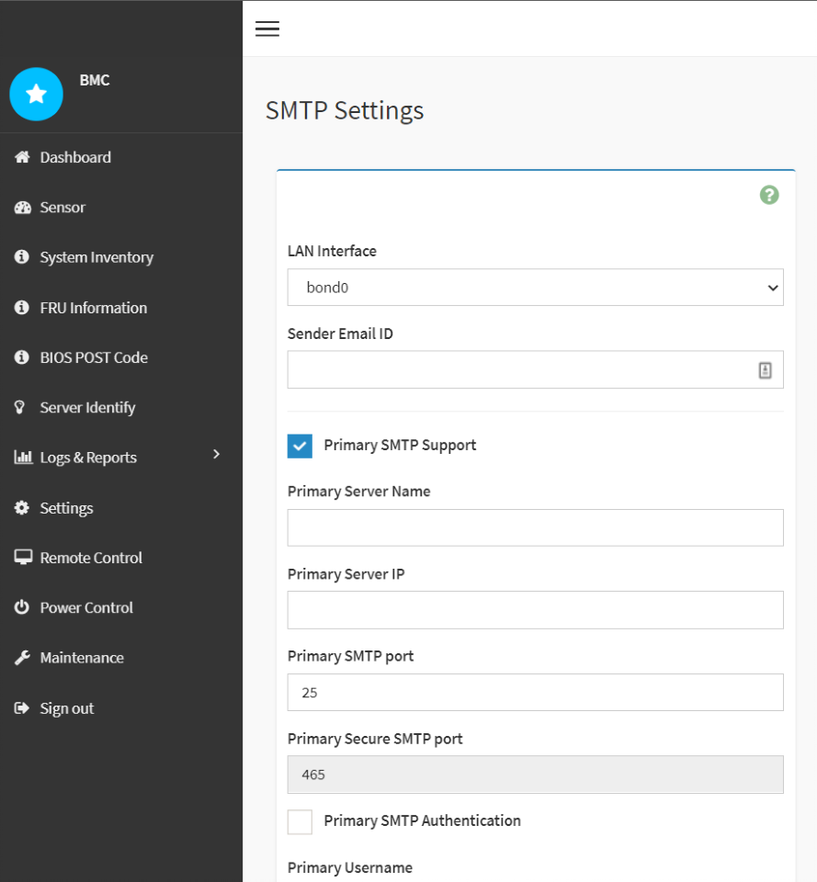 BMC
Dashboard
Sensor
System Inventory
FRU Information
BIOS POST Code
Server Identify
Logs & Reports
Settings
Remote Control
Power Control
Maintenance
Sign out
SMTP Settings
LAN Interface
bond0
Sender Email ID
Primary SMTP Support
Primary Server Name
Primary Server IP
Primary SMTP port
25
Primary Secure SMTP port
465
Primary SMTP Authentication
Primary Username